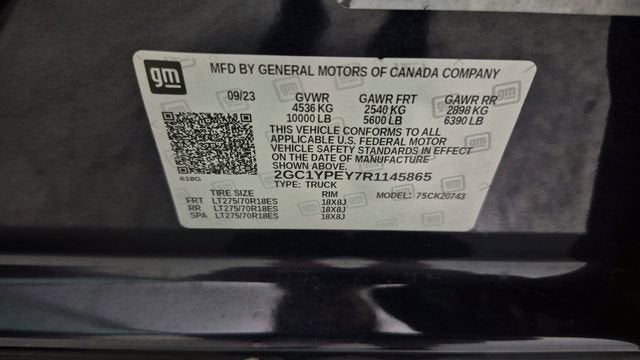 gm
MFD BY GENERAL MOTORS OF CANADA COMPANY
09/23 GVWR GAWR FRT GAWR RR
4536 KG 2540 KG 2898 KG
10000 LB 5600 LB 6390 LB
THIS VEHICLE CONFORMS TO ALL
APPLICABLE U.S. FEDERAL MOTOR
VEHICLE SAFETY STANDARDS IN EFFECT
ON THE DATE OF MANUFACTURE
SHOWN ABOVE.
618G 2GC1YPEY7R1145865
TYPE: TRUCK MODEL: 75CK20743
TIRE SIZE RIM
FRT LT275/70R18ES 18X8J
RR LT275/70R18ES 18X8J
SPA LT275/70R18ES 18X8J